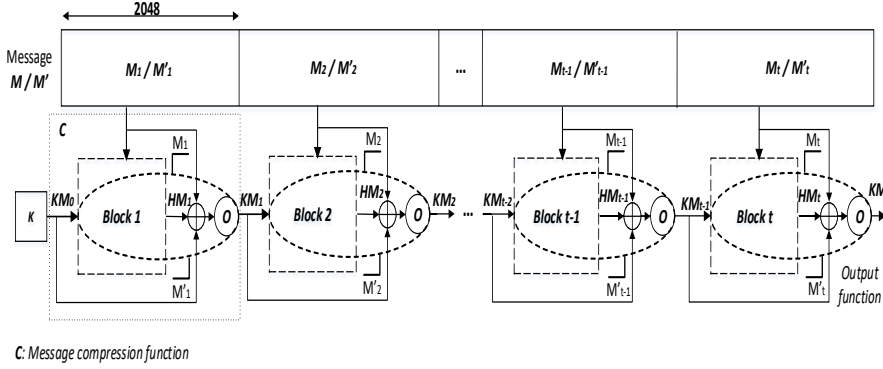 2048
Message
M / M'
M1 / M'1
M2 / M'2
...
Mt-1 / M't-1
Mt / M't
C
K
KM0
Block 1
M1
HM1
O
M'1
KM1
Block 2
M2
HM2
O
M'2
KM2
...
KMt-2
Block t-1
Mt-1
HMt-1
O
M't-1
KMt-1
Block t
Mt
HMt
O
M't
KM
Output
function
C: Message compression function